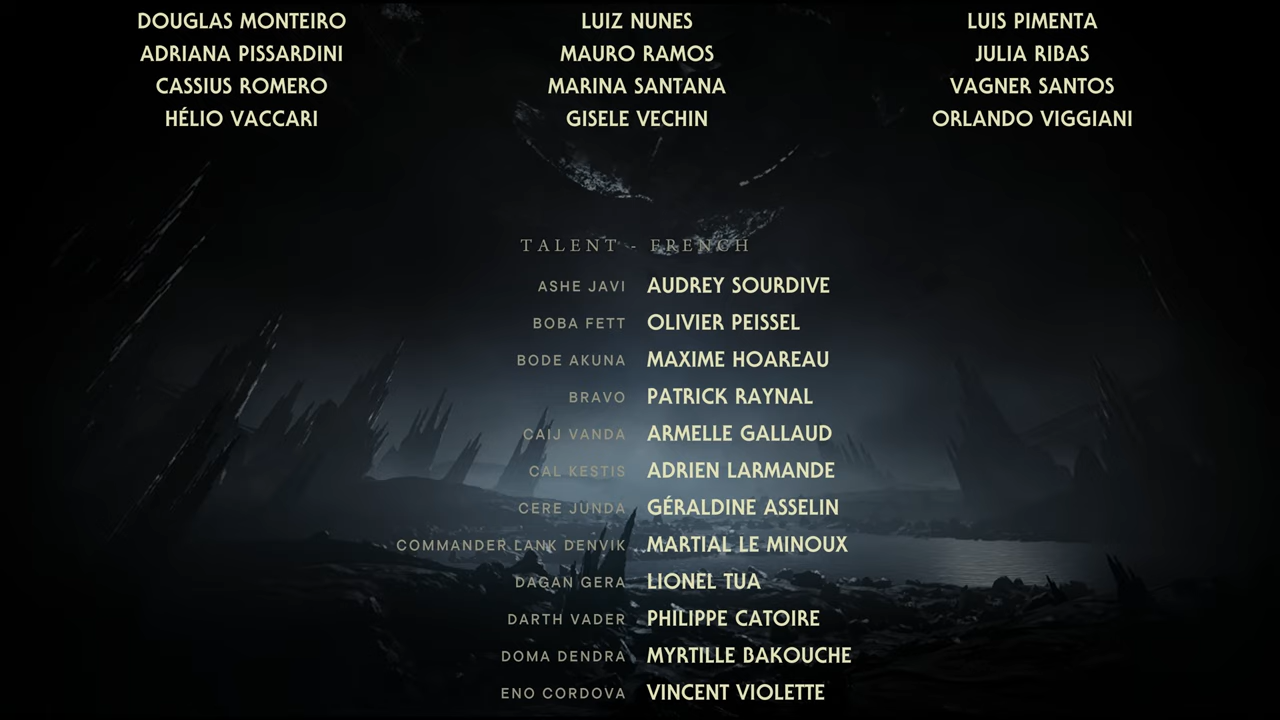 DOUGLAS MONTEIRO LUIZ NUNES LUIS PIMENTA
ADRIANA PISSARDINI MAURO RAMOS JULIA RIBAS
CASSIUS ROMERO MARINA SANTANA VAGNER SANTOS
HÉLIO VACCARI GISELE VECHIN ORLANDO VIGGIANI
TALENT - FRENCH
ASHE JAVI AUDREY SOURDIVE
BOBA FETT OLIVIER PEISSEL
BODE AKUNA MAXIME HOAREAU
BRAVO PATRICK RAYNAL
CAIJ VANDA ARMELLE GALLAUD
CAL KESTIS ADRIEN LARMANDE
CERE JUNDA GÉRALDINE ASSELIN
COMMANDER LANK DENVIK MARTIAL LE MINOUX
DAGAN GERA LIONEL TUA
DARTH VADER PHILIPPE CATOIRE
DOMA DENDRA MYRTILLE BAKOUCHE
ENO CORDOVA VINCENT VIOLETTE